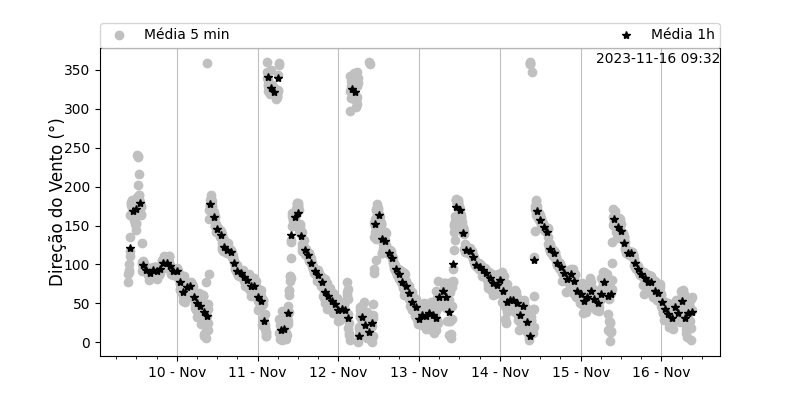 Média 5 min
Média 1h
2023-11-16 09:32
Direção do Vento (°)
350
300
250
200
150
100
50
0
10 - Nov
11 - Nov
12 - Nov
13 - Nov
14 - Nov
15 - Nov
16 - Nov